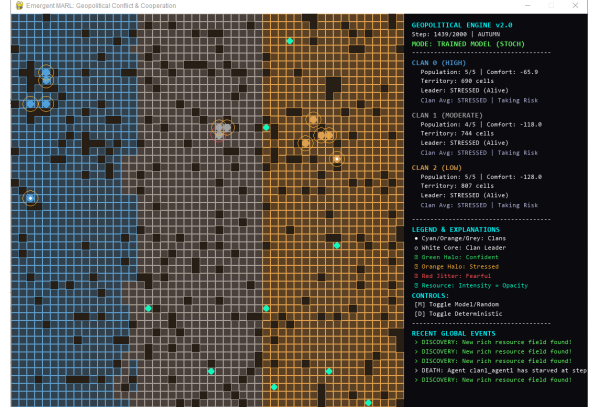 Emergent MARL: Geopolitical Conflict & Cooperation
GEOPOLITICAL ENGINE v2.0
Step: 1439/2000 | AUTUMN
MODE: TRAINED MODEL (STOCH)
CLAN 0 (HIGH)
Population: 5/5 | Comfort: -65.9
Territory: 690 cells
Leader: STRESSED (Alive)
Clan Avg: STRESSED | Taking Risk
CLAN 1 (MODERATE)
Population: 4/5 | Comfort: -118.0
Territory: 744 cells
Leader: STRESSED (Alive)
Clan Avg: STRESSED | Taking Risk
CLAN 2 (LOW)
Population: 5/5 | Comfort: -128.0
Territory: 807 cells
Leader: STRESSED (Alive)
Clan Avg: STRESSED | Taking Risk
LEGEND & EXPLANATIONS
Cyan/Orange/Grey: Clans
White Core: Clan Leader
Green Halo: Confident
Orange Halo: Stressed
Red Jitter: Fearful
Resource: Intensity = Opacity
CONTROLS:
[M] Toggle Model/Random
[D] Toggle Deterministic
RECENT GLOBAL EVENTS
> DISCOVERY: New rich resource field found!
> DISCOVERY: New rich resource field found!
> DISCOVERY: New rich resource field found!
> DEATH: Agent clan1_agent1 has starved at step
> DISCOVERY: New rich resource field found!